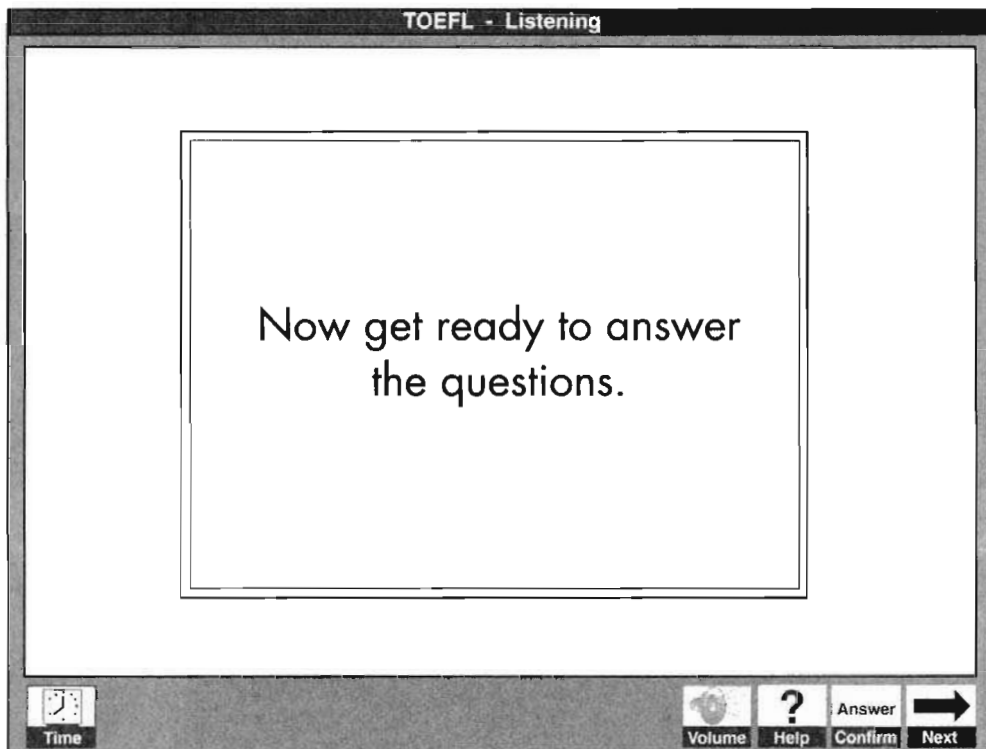 TOEFL - Listening
Now get ready to answer
the questions.
Time
Volume
?
Help
Answer
Confirm
Next